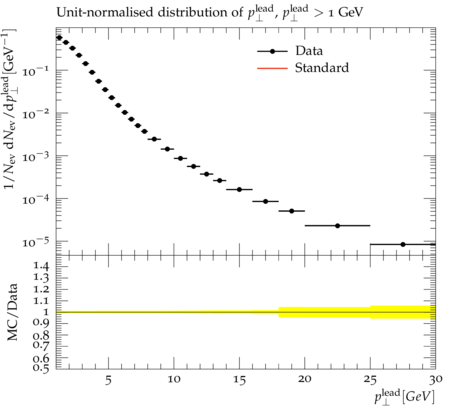 Unit-normalised distribution of p⊥^lead, p⊥^lead > 1 GeV
1/N_ev dN_ev/dp⊥^lead[GeV⁻¹]
Data
Standard
10⁻¹
10⁻²
10⁻³
10⁻⁴
10⁻⁵
MC/Data
1.4
1.3
1.2
1.1
1
0.9
0.8
0.7
0.6
0.5
5 10 15 20 25 30
p⊥^lead[GeV]